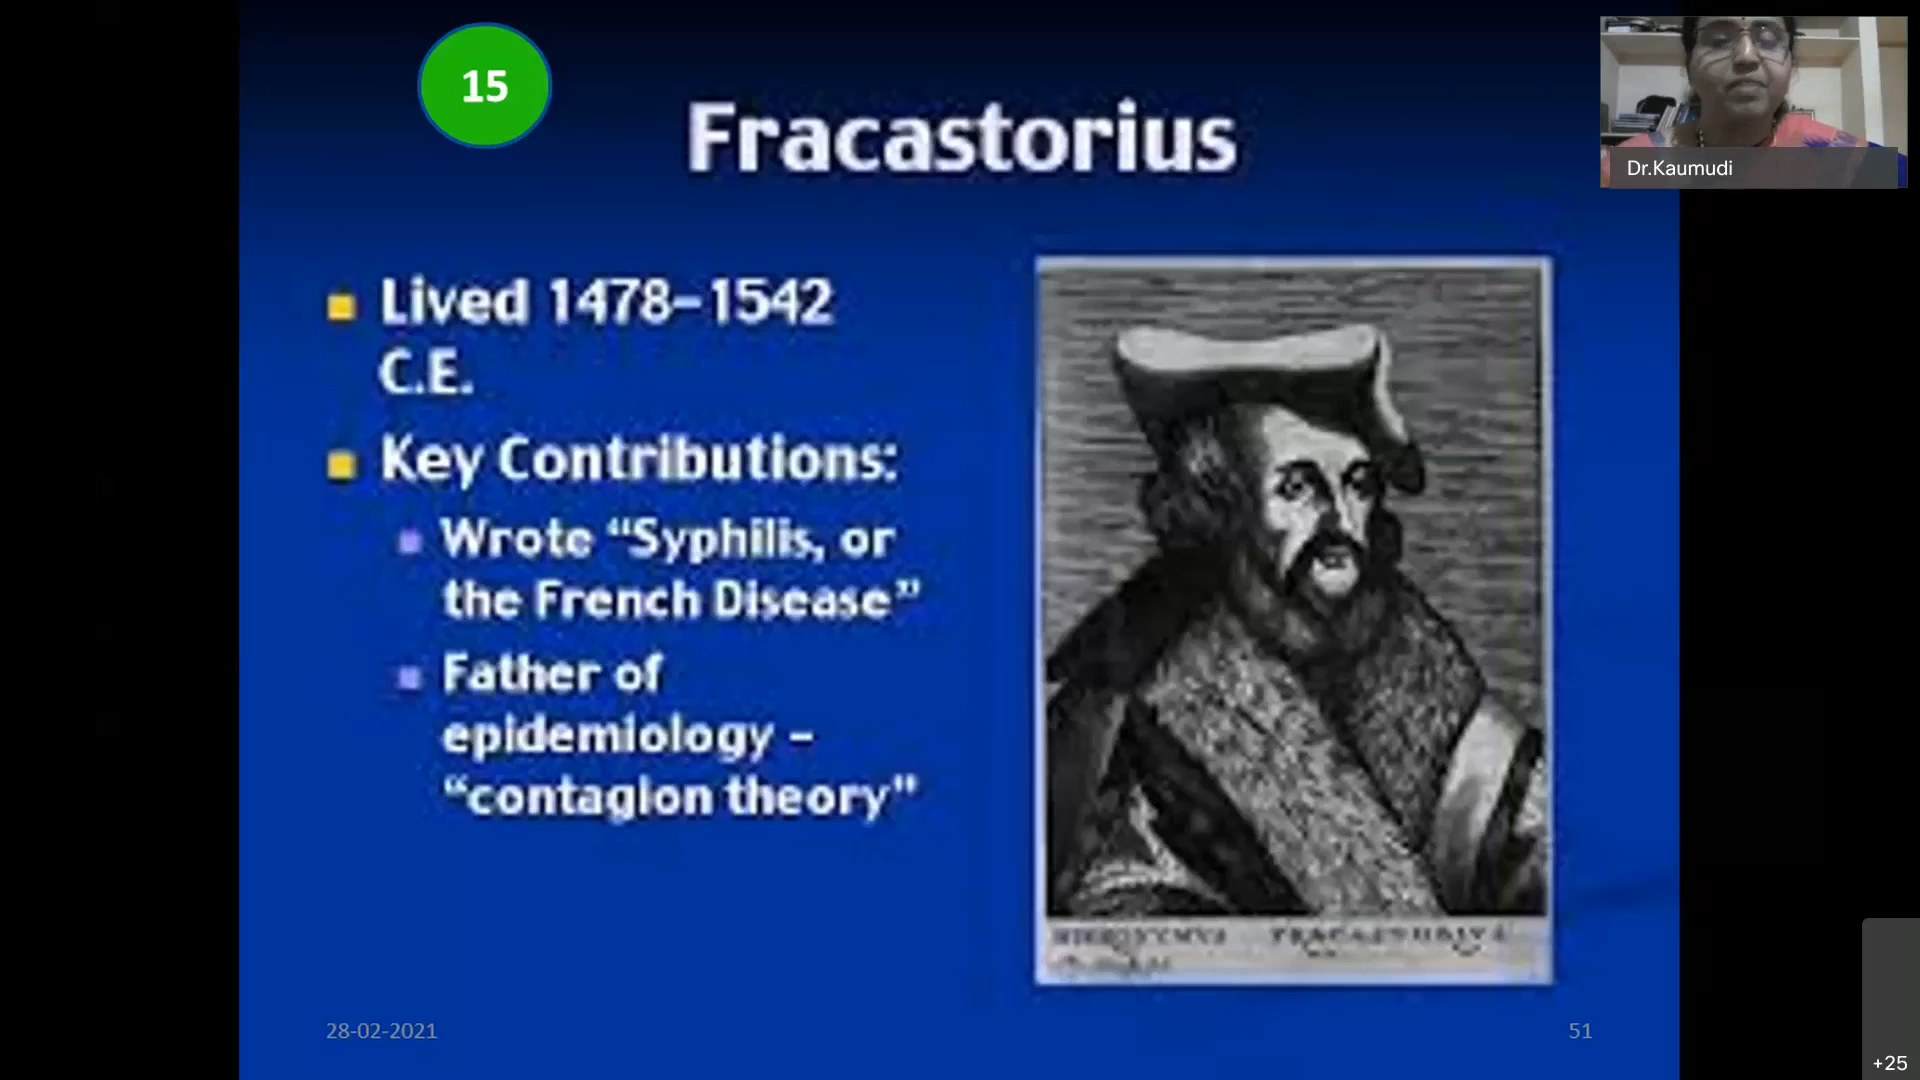 15
Fracastorius
Dr.Kaumudi
Lived 1478–1542
C.E.
Key Contributions:
Wrote “Syphilis, or
the French Disease”
Father of
epidemiology –
“contagion theory”
FRACASTORIVS
28-02-2021
51
+25